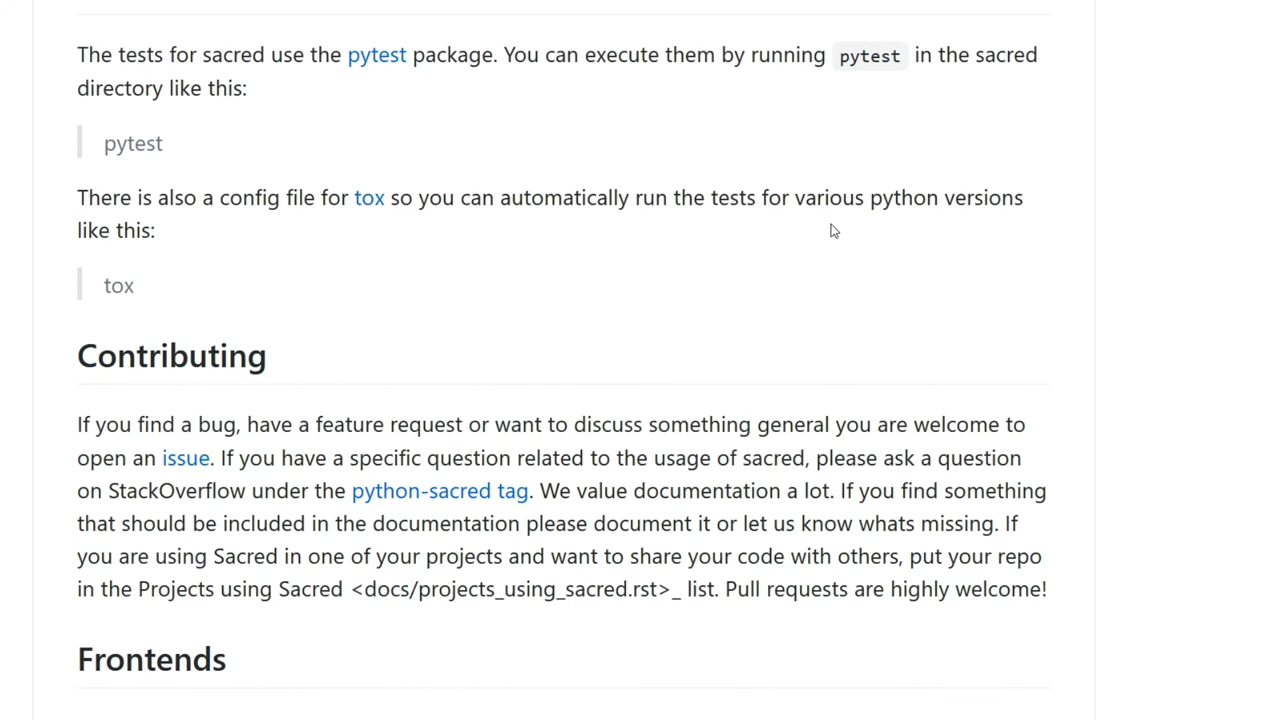 The tests for sacred use the pytest package. You can execute them by running pytest in the sacred
directory like this:
pytest
There is also a config file for tox so you can automatically run the tests for various python versions
like this:
tox
Contributing
If you find a bug, have a feature request or want to discuss something general you are welcome to
open an issue. If you have a specific question related to the usage of sacred, please ask a question
on StackOverflow under the python-sacred tag. We value documentation a lot. If you find something
that should be included in the documentation please document it or let us know whats missing. If
you are using Sacred in one of your projects and want to share your code with others, put your repo
in the Projects using Sacred <docs/projects_using_sacred.rst>_ list. Pull requests are highly welcome!
Frontends